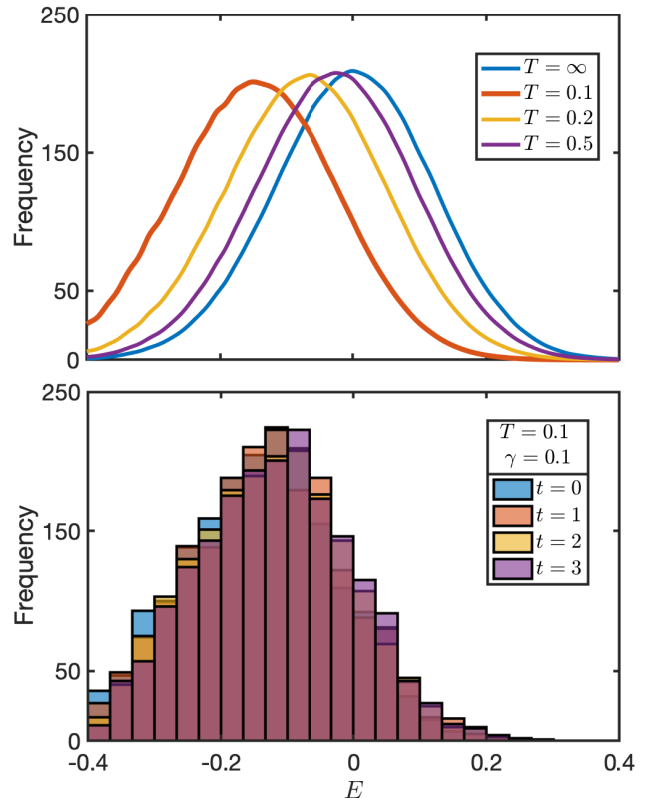 250
150
50
0
Frequency
T = ∞
T = 0.1
T = 0.2
T = 0.5
250
150
50
0
Frequency
T = 0.1
γ = 0.1
t = 0
t = 1
t = 2
t = 3
-0.4 -0.2 0 0.2 0.4
E